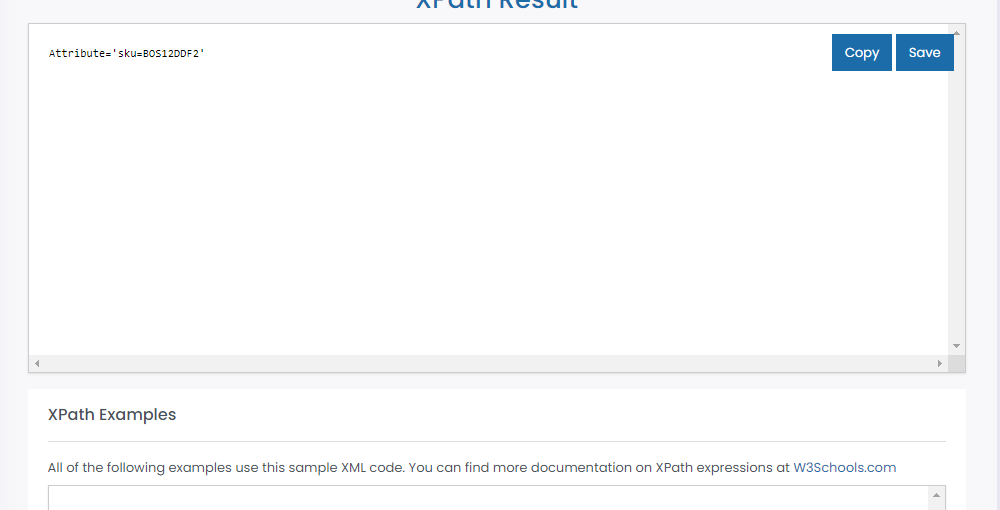 XPath Result
Attribute='sku=BOS12DDF2'
Copy
Save
XPath Examples
All of the following examples use this sample XML code. You can find more documentation on XPath expressions at W3Schools.com